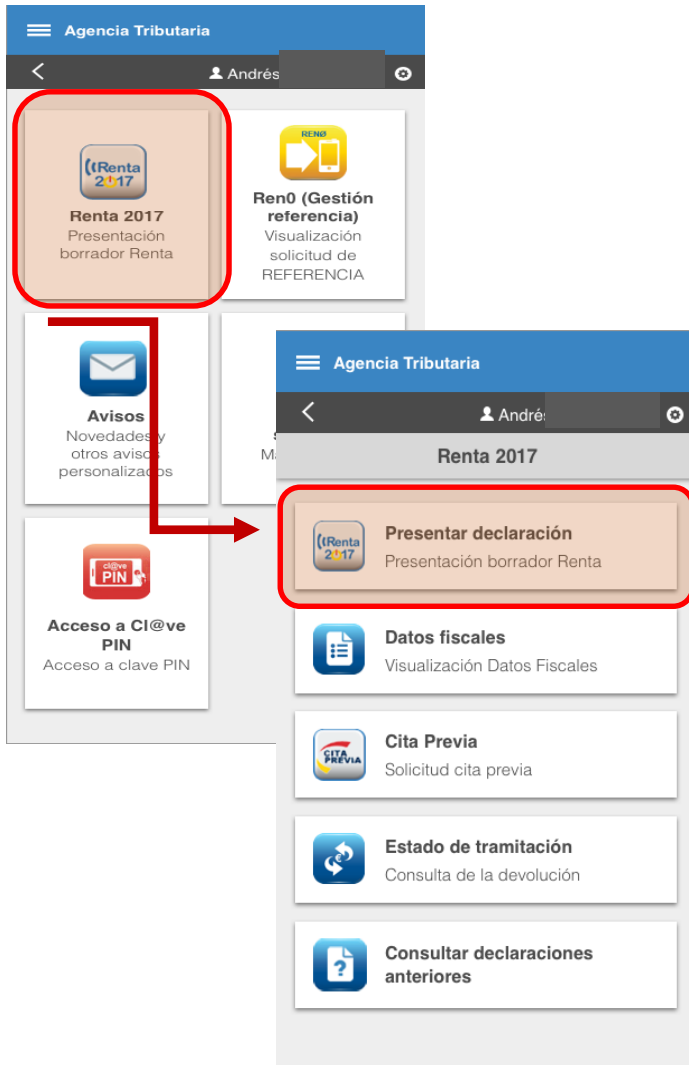 Agencia Tributaria
Andrés
((Renta
2017
Renta 2017
Presentación
borrador Renta
RENØ
Ren0 (Gestión
referencia)
Visualización
solicitud de
REFERENCIA
Avisos
Novedades y
otros avisos
personalizados
cl@ve
PIN
Acceso a Cl@ve
PIN
Acceso a clave PIN
Agencia Tributaria
Renta 2017
((Renta
2017
Presentar declaración
Presentación borrador Renta
Datos fiscales
Visualización Datos Fiscales
CITA
PREVIA
Cita Previa
Solicitud cita previa
Estado de tramitación
Consulta de la devolución
Consultar declaraciones
anteriores